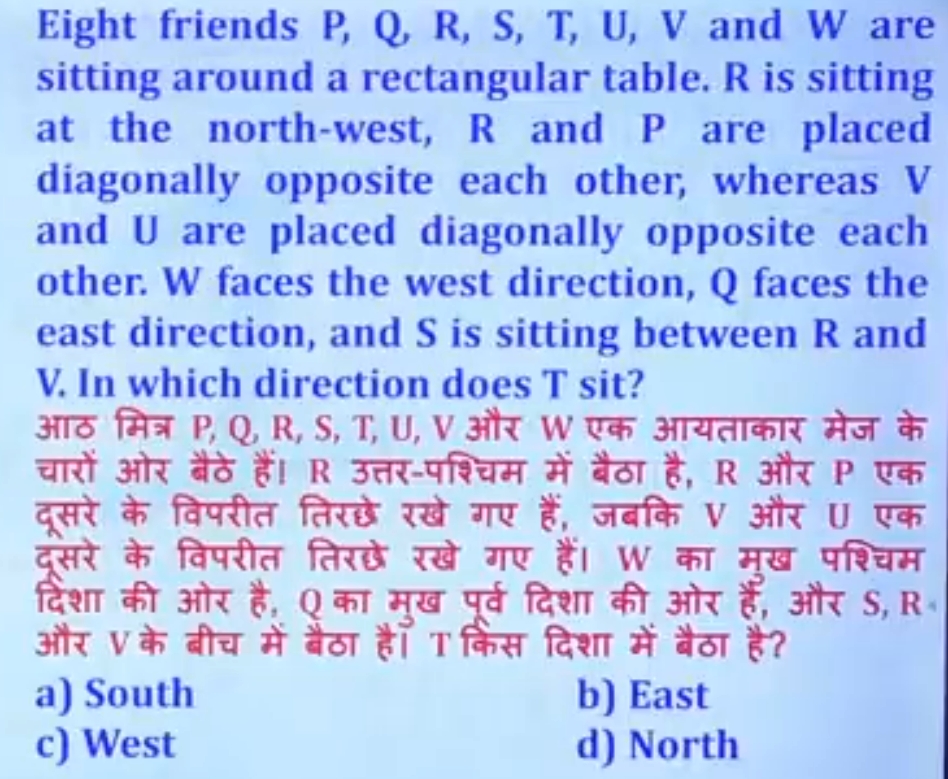 Eight friends P, Q, R, S, T, U, V and W are
sitting around a rectangular table. R is sitting
at the north-west, R and P are placed
diagonally opposite each other, whereas V
and U are placed diagonally opposite each
other. W faces the west direction, Q faces the
east direction, and S is sitting between R and
V. In which direction does T sit?
आठ मित्र P, Q, R, S, T, U, V और W एक आयताकार मेज के
चारों ओर बैठे हैं। R उत्तर-पश्चिम में बैठा है, R और P एक
दूसरे के विपरीत तिरछे रखे गए हैं, जबकि V और U एक
दूसरे के विपरीत तिरछे रखे गए हैं। W का मुख पश्चिम
दिशा की ओर है, Q का मुख पूर्व दिशा की ओर हैं, और S, R
और V के बीच में बैठा है। T किस दिशा में बैठा है?
a) South b) East
c) West d) North